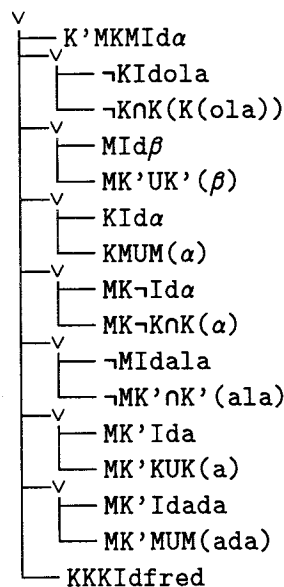 ∨
K'MKMIdα
∨
¬KIdola
¬K∩K(K(ola))
∨
MIdβ
MK'UK'(β)
∨
KIdα
KMUM(α)
∨
MK¬Idα
MK¬K∩K(α)
∨
¬MIdala
¬MK'∩K'(ala)
∨
MK'Ida
MK'KUK(a)
∨
MK'Idada
MK'MUM(ada)
KKKIdfred